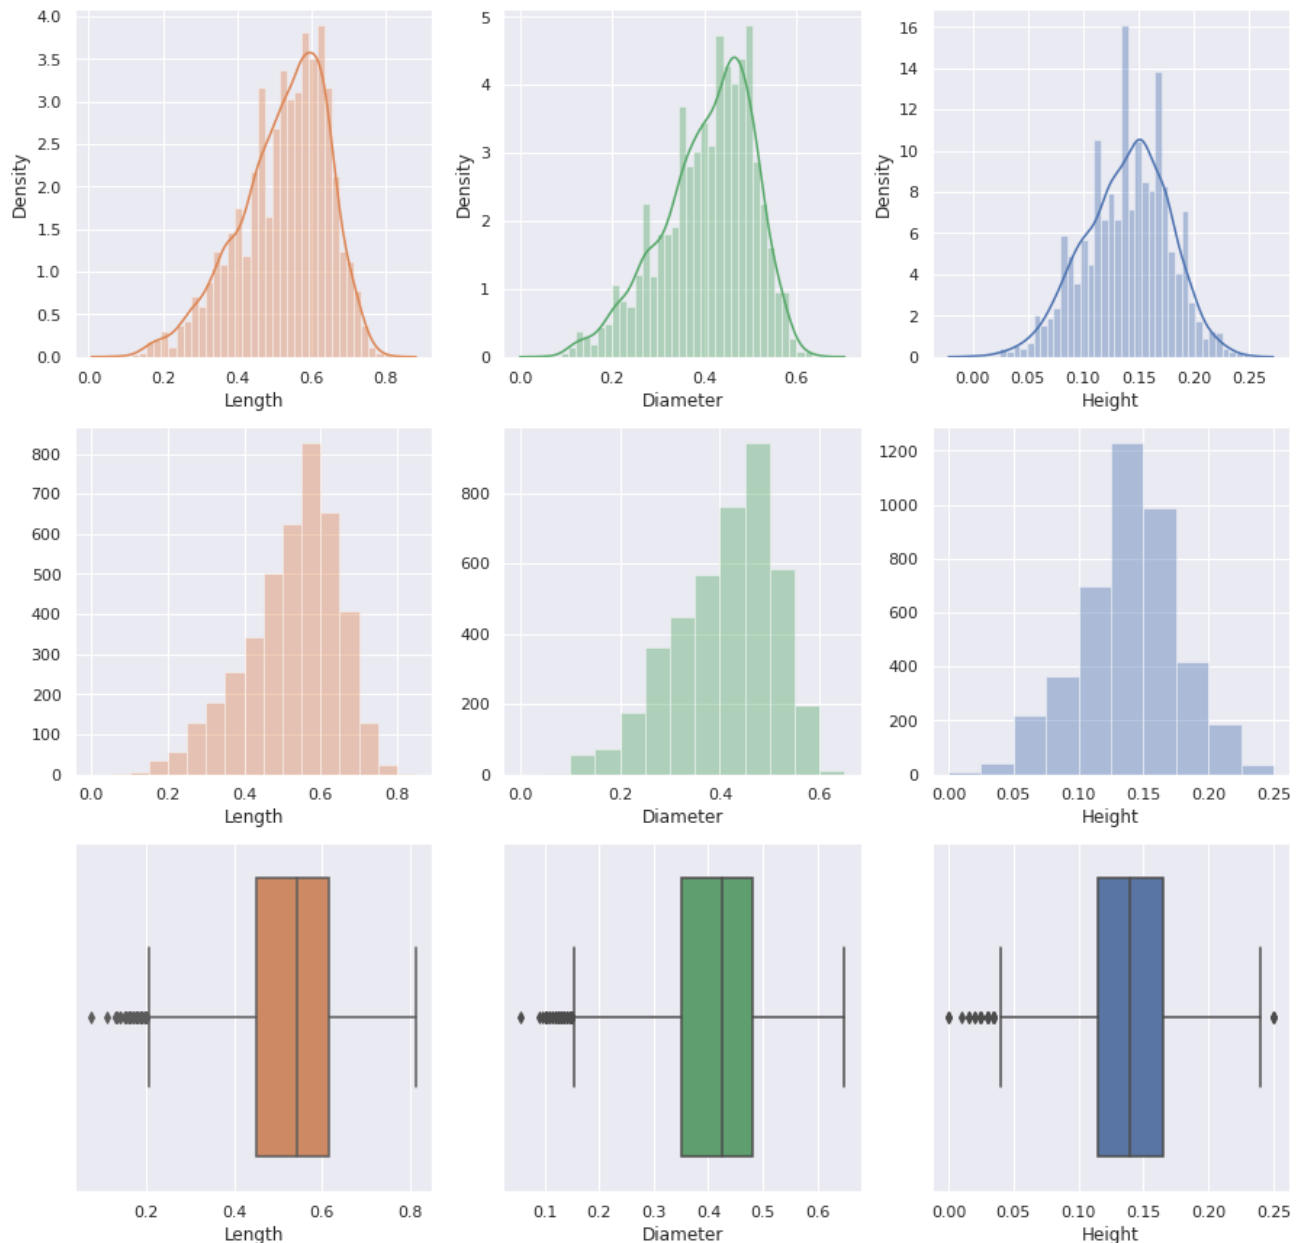 4.0
3.5
3.0
2.5
2.0
1.5
1.0
0.5
0.0
Density
0.0 0.2 0.4 0.6 0.8
Length
5
4
3
2
1
0
Density
0.0 0.2 0.4 0.6
Diameter
16
14
12
10
8
6
4
2
0
Density
0.00 0.05 0.10 0.15 0.20 0.25
Height
800
700
600
500
400
300
200
100
0
0.0 0.2 0.4 0.6 0.8
Length
800
600
400
200
0
0.0 0.2 0.4 0.6
Diameter
1200
1000
800
600
400
200
0
0.00 0.05 0.10 0.15 0.20 0.25
Height
0.2 0.4 0.6 0.8
Length
0.1 0.2 0.3 0.4 0.5 0.6
Diameter
0.00 0.05 0.10 0.15 0.20 0.25
Height